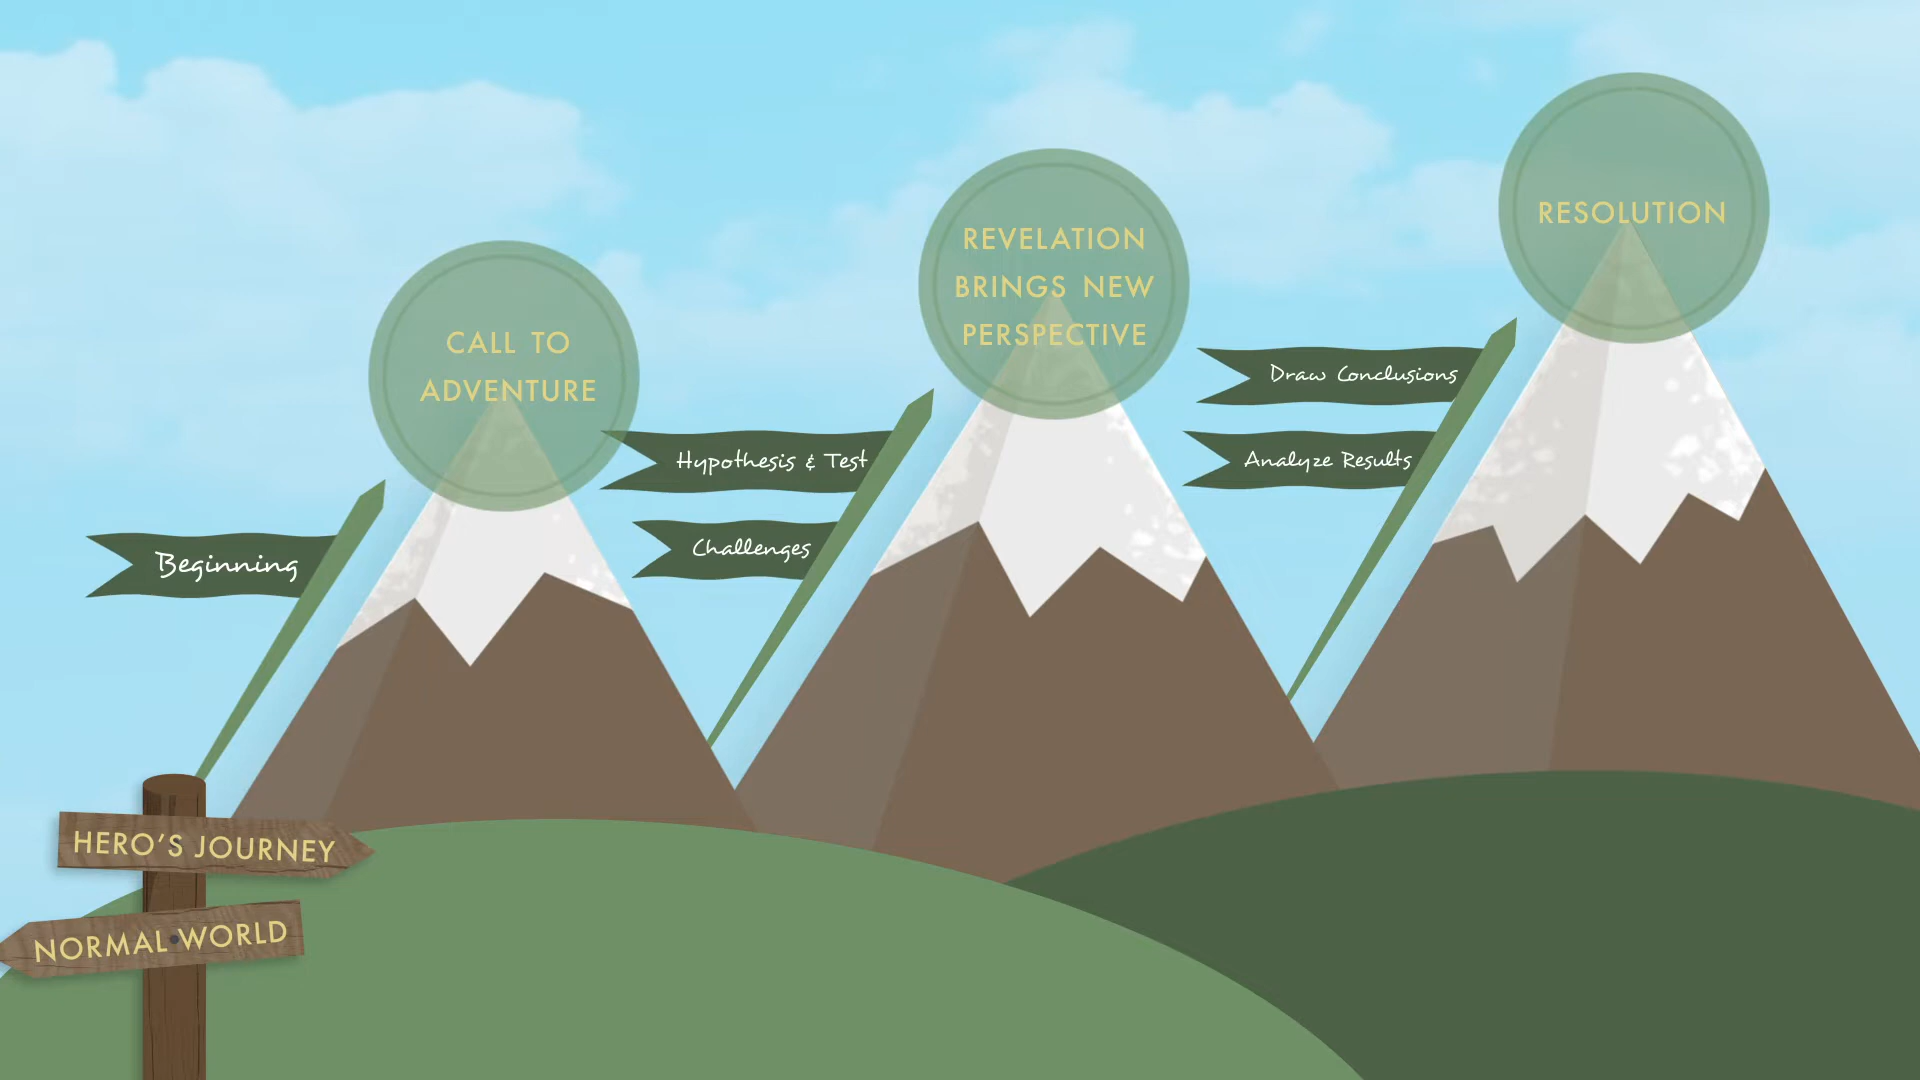 RESOLUTION
REVELATION
BRINGS NEW
PERSPECTIVE
CALL TO
ADVENTURE
Draw Conclusions
Analyze Results
Hypothesis & Test
Challenges
Beginning
HERO'S JOURNEY
NORMAL WORLD